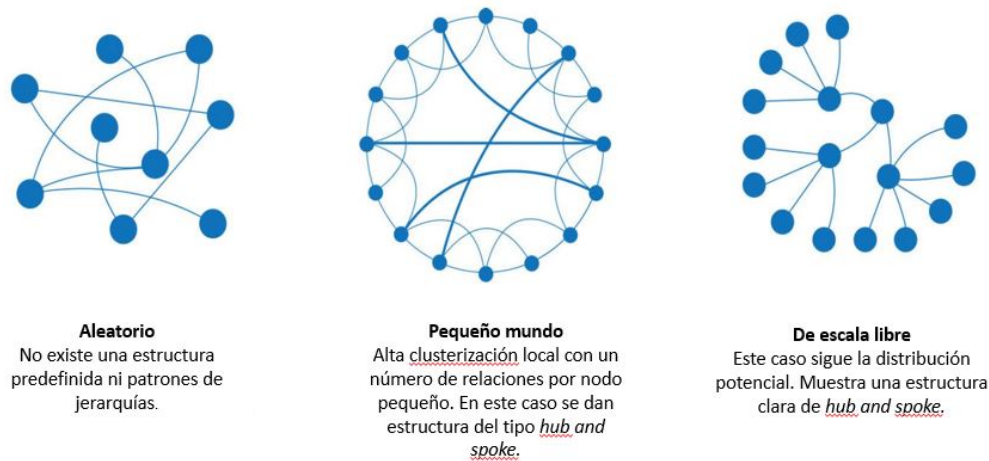 Aleatorio
No existe una estructura
predefinida ni patrones de
jerarquías.
Pequeño mundo
Alta clusterización local con un
número de relaciones por nodo
pequeño. En este caso se dan
estructura del tipo hub and
spoke.
De escala libre
Este caso sigue la distribución
potencial. Muestra una estructura
clara de hub and spoke.